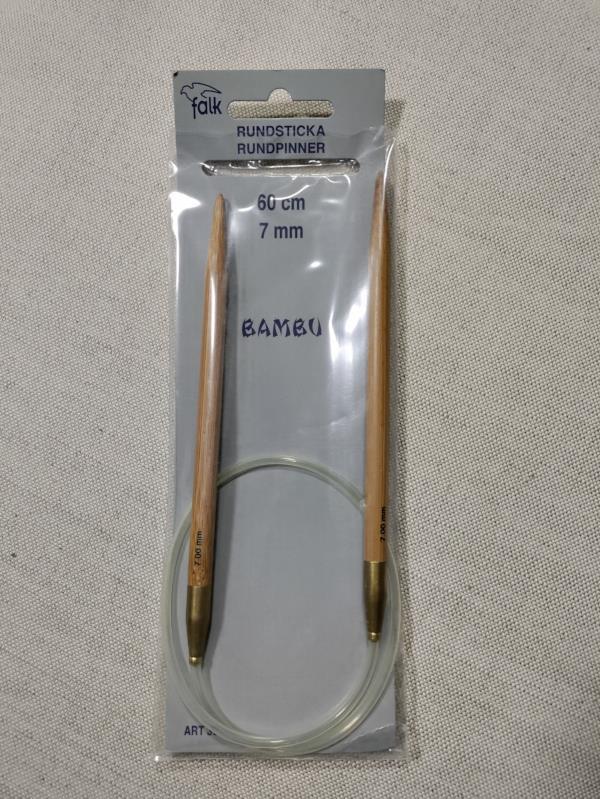 falk
RUNDSTICKA
RUNDPINNER
60 cm
7 mm
BAMBU
7.00 mm
7.00 mm
ART